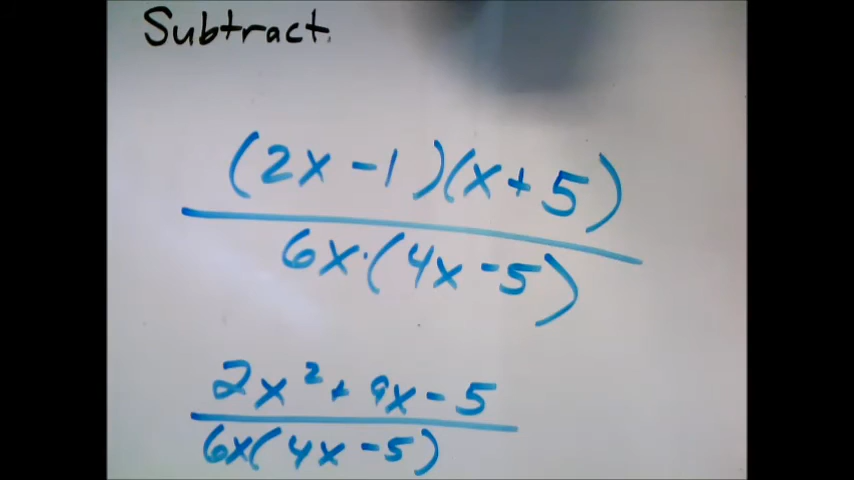 Subtract.
(2x - 1)(x + 5)
6x·(4x - 5)
2x² + 9x - 5
6x(4x - 5)